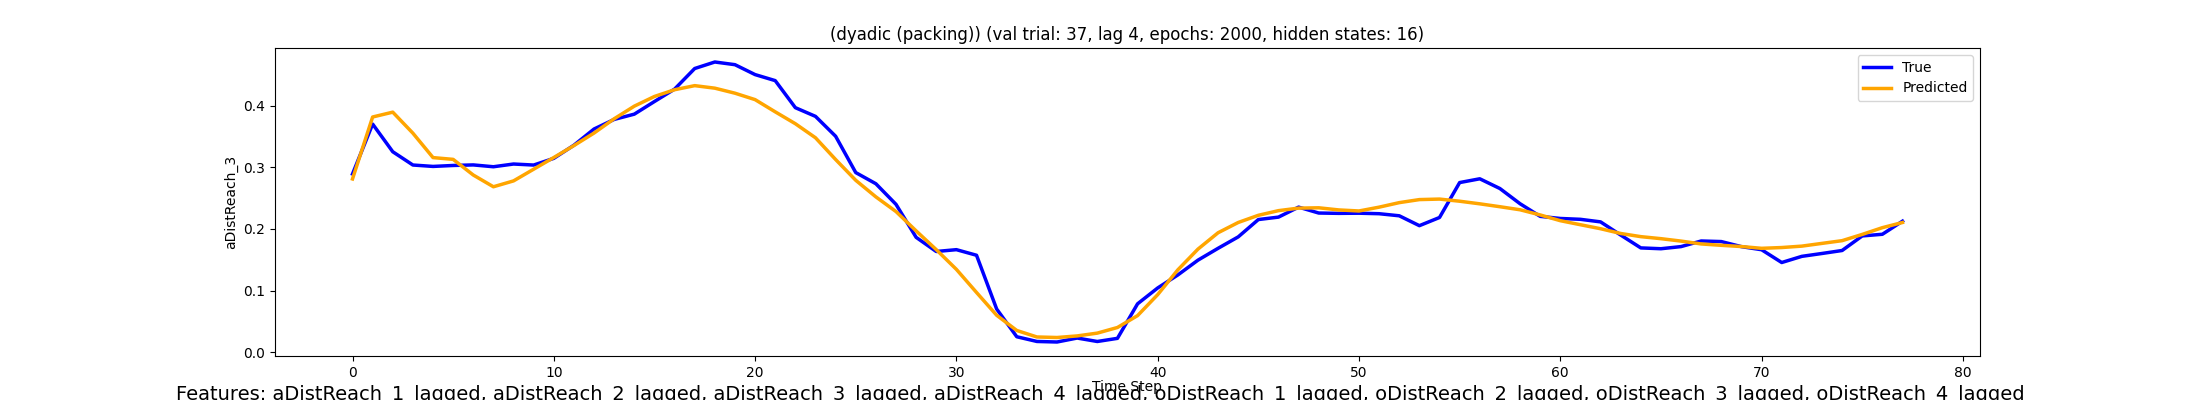 (dyadic (packing)) (val trial: 37, lag 4, epochs: 2000, hidden states: 16)
True
Predicted
aDistReach_3
0.4
0.3
0.2
0.1
0.0
0 10 20 30 40 50 60 70 80
Time Step
Features: aDistReach_1_lagged, aDistReach_2_lagged, aDistReach_3_lagged, aDistReach_4_lagged, oDistReach_1_lagged, oDistReach_2_lagged, oDistReach_3_lagged, oDistReach_4_lagged